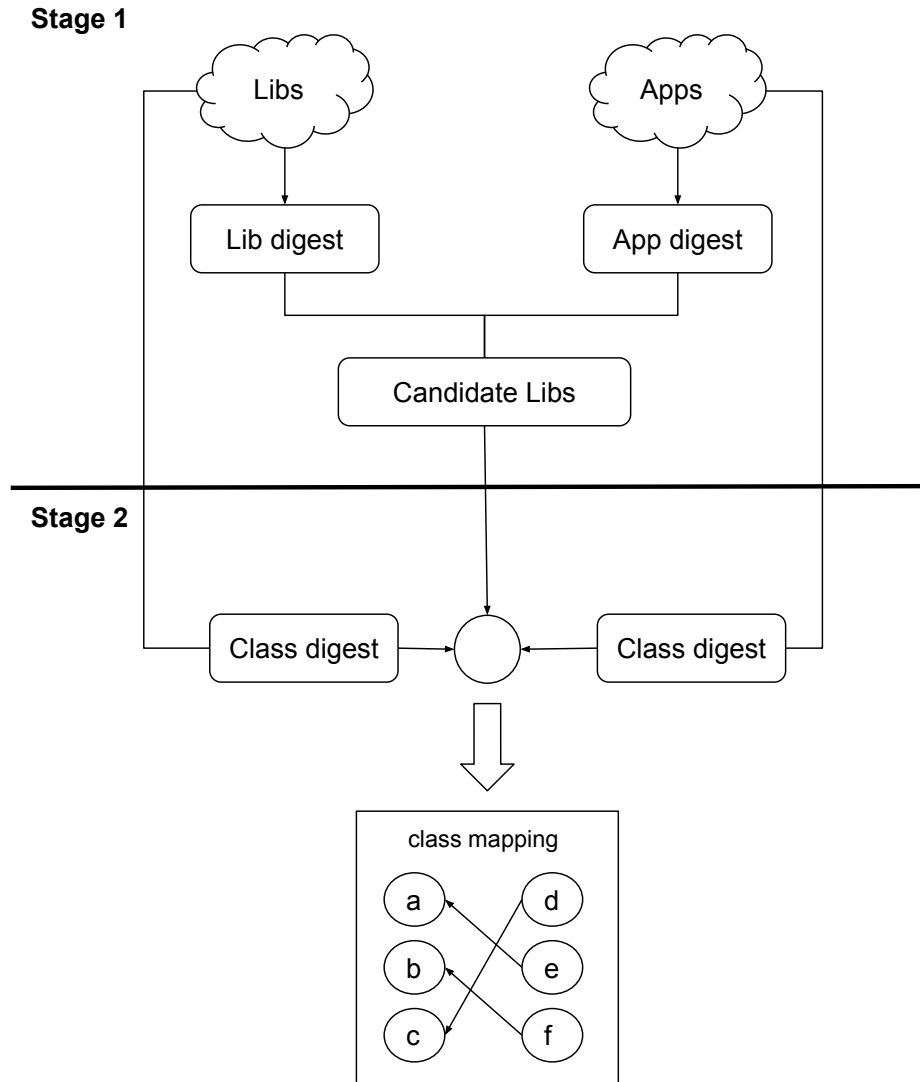 Stage 1
Libs
Apps
Lib digest
App digest
Candidate Libs
Stage 2
Class digest
Class digest
class mapping
a
d
b
e
c
f